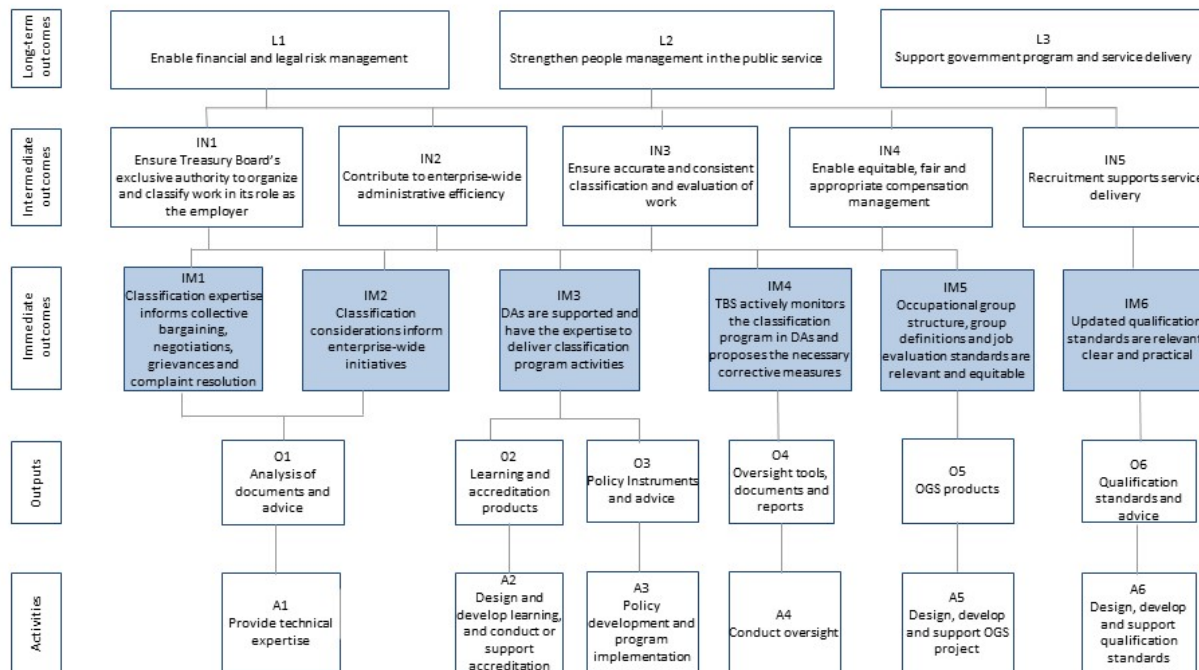 Long-term
outcomes
L1
Enable financial and legal risk management
L2
Strengthen people management in the public service
L3
Support government program and service delivery
Intermediate
outcomes
IN1
Ensure Treasury Board's
exclusive authority to organize
and classify work in its role as
the employer
IN2
Contribute to enterprise-wide
administrative efficiency
IN3
Ensure accurate and consistent
classification and evaluation of
work
IN4
Enable equitable, fair and
appropriate compensation
management
IN5
Recruitment supports service
delivery
Immediate
outcomes
IM1
Classification expertise
informs collective
bargaining,
negotiations,
grievances and
complaint resolution
IM2
Classification
considerations inform
enterprise-wide
initiatives
IM3
DAs are supported and
have the expertise to
deliver classification
program activities
IM4
TBS actively monitors
the classification
program in DAs and
proposes the necessary
corrective measures
IM5
Occupational group
structure, group
definitions and job
evaluation standards are
relevant and equitable
IM6
Updated qualification
standards are relevant,
clear and practical
Outputs
O1
Analysis of
documents and
advice
O2
Learning and
accreditation
products
O3
Policy Instruments
and advice
O4
Oversight tools,
documents and
reports
O5
OGS products
O6
Qualification
standards and
advice
Activities
A1
Provide technical
expertise
A2
Design and
develop learning,
and conduct or
support
accreditation
A3
Policy
development and
program
implementation
A4
Conduct oversight
A5
Design, develop
and support OGS
project
A6
Design, develop
and support
qualification
standards